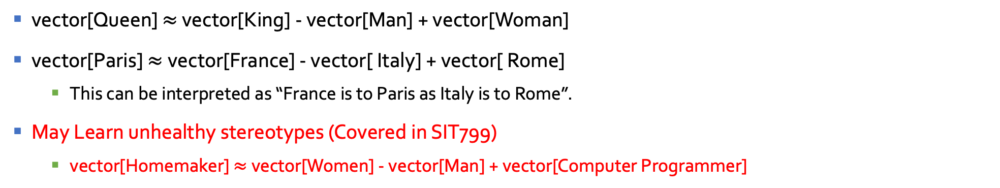 vector[Queen] ≈ vector[King] - vector[Man] + vector[Woman]
vector[Paris] ≈ vector[France] - vector[ Italy] + vector[ Rome]
This can be interpreted as “France is to Paris as Italy is to Rome”.
May Learn unhealthy stereotypes (Covered in SIT799)
vector[Homemaker] ≈ vector[Women] - vector[Man] + vector[Computer Programmer]